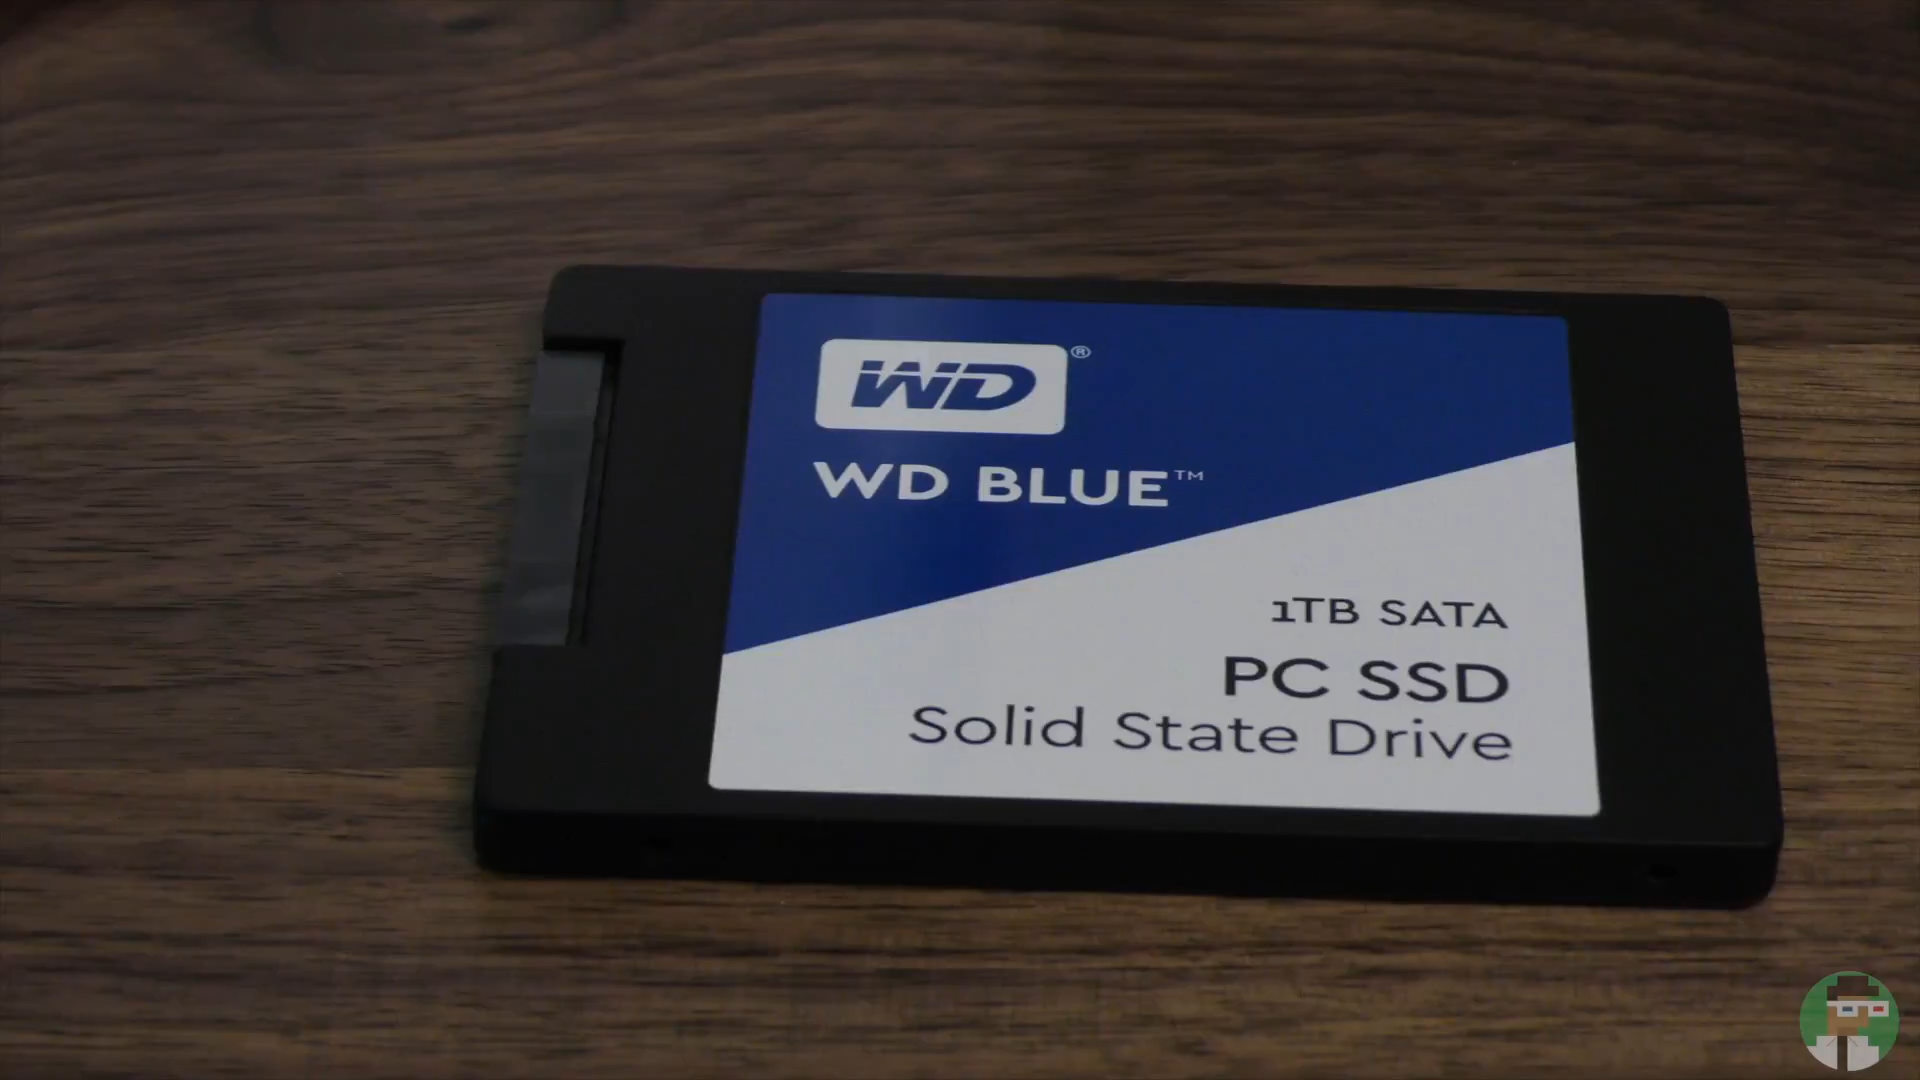 WD®
WD BLUE™
1TB SATA
PC SSD
Solid State Drive